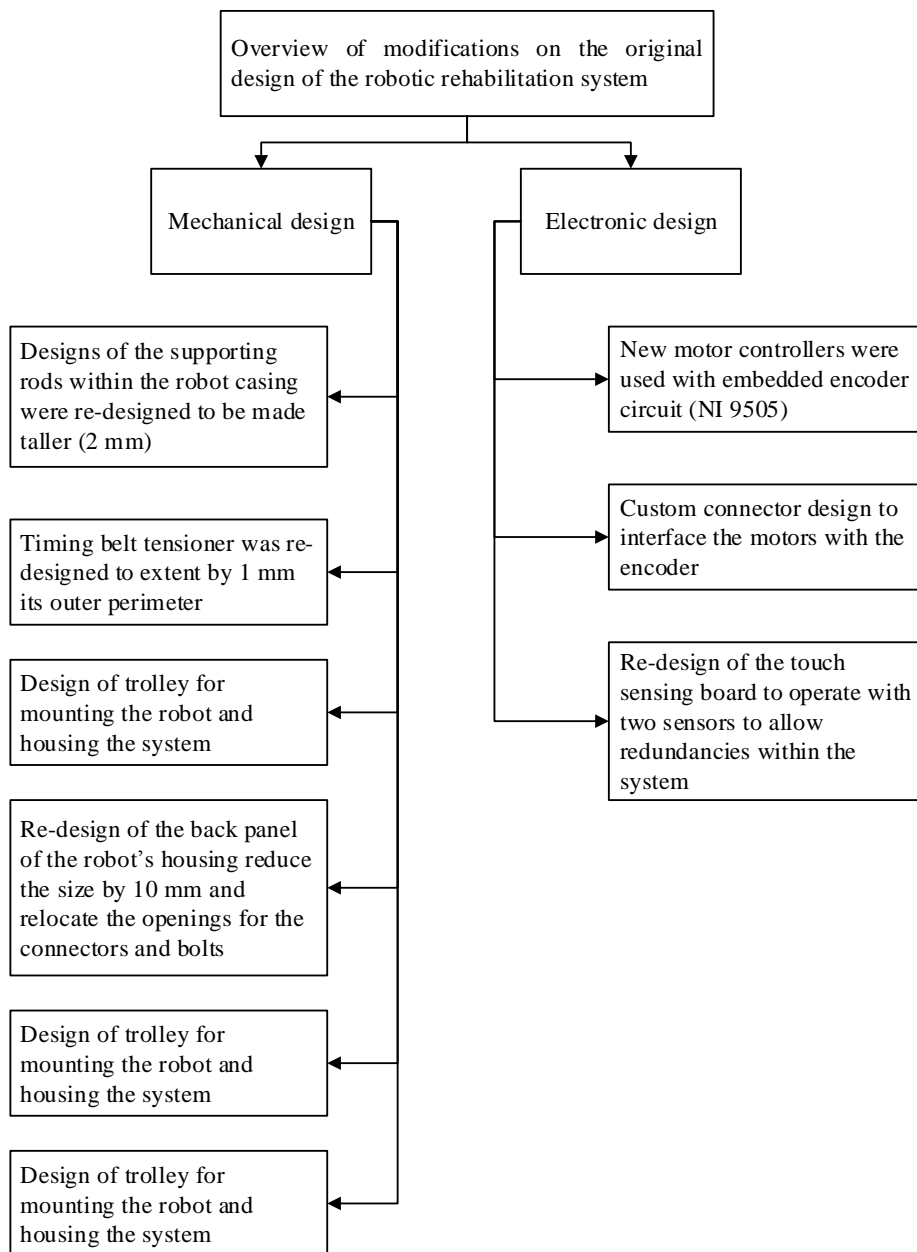 Overview of modifications on the original
design of the robotic rehabilitation system
Mechanical design
Electronic design
Designs of the supporting
rods within the robot casing
were re-designed to be made
taller (2 mm)
Timing belt tensioner was re-
designed to extent by 1 mm
its outer perimeter
Design of trolley for
mounting the robot and
housing the system
Re-design of the back panel
of the robot’s housing reduce
the size by 10 mm and
relocate the openings for the
connectors and bolts
Design of trolley for
mounting the robot and
housing the system
Design of trolley for
mounting the robot and
housing the system
New motor controllers were
used with embedded encoder
circuit (NI 9505)
Custom connector design to
interface the motors with the
encoder
Re-design of the touch
sensing board to operate with
two sensors to allow
redundancies within the
system